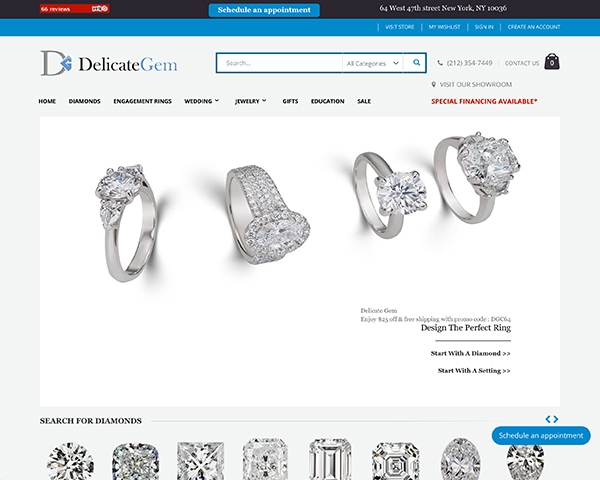 66 reviews yelp
Schedule an appointment
64 West 47th street New York, NY 10036
VISIT STORE MY WISHLIST SIGN IN CREATE AN ACCOUNT
DelicateGem
Search... All Categories
(212) 354-7449 CONTACT US 0
VISIT OUR SHOWROOM
HOME DIAMONDS ENGAGEMENT RINGS WEDDING JEWELRY GIFTS EDUCATION SALE SPECIAL FINANCING AVAILABLE*
Delicate Gem
Enjoy $25 off & free shipping with promo code : DGC64
Design The Perfect Ring
Start With A Diamond >>
Start With A Setting >>
SEARCH FOR DIAMONDS
Schedule an appointment